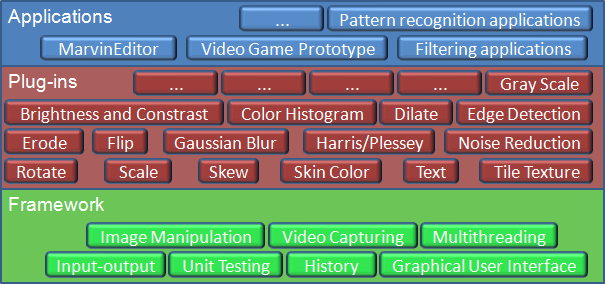 Applications
... Pattern recognition applications
MarvinEditor Video Game Prototype Filtering applications
Plug-ins
... ... ... ... Gray Scale
Brightness and Constrast Color Histogram Dilate Edge Detection
Erode Flip Gaussian Blur Harris/Plessey Noise Reduction
Rotate Scale Skew Skin Color Text Tile Texture
Framework
Image Manipulation Video Capturing Multithreading
Input-output Unit Testing History Graphical User Interface